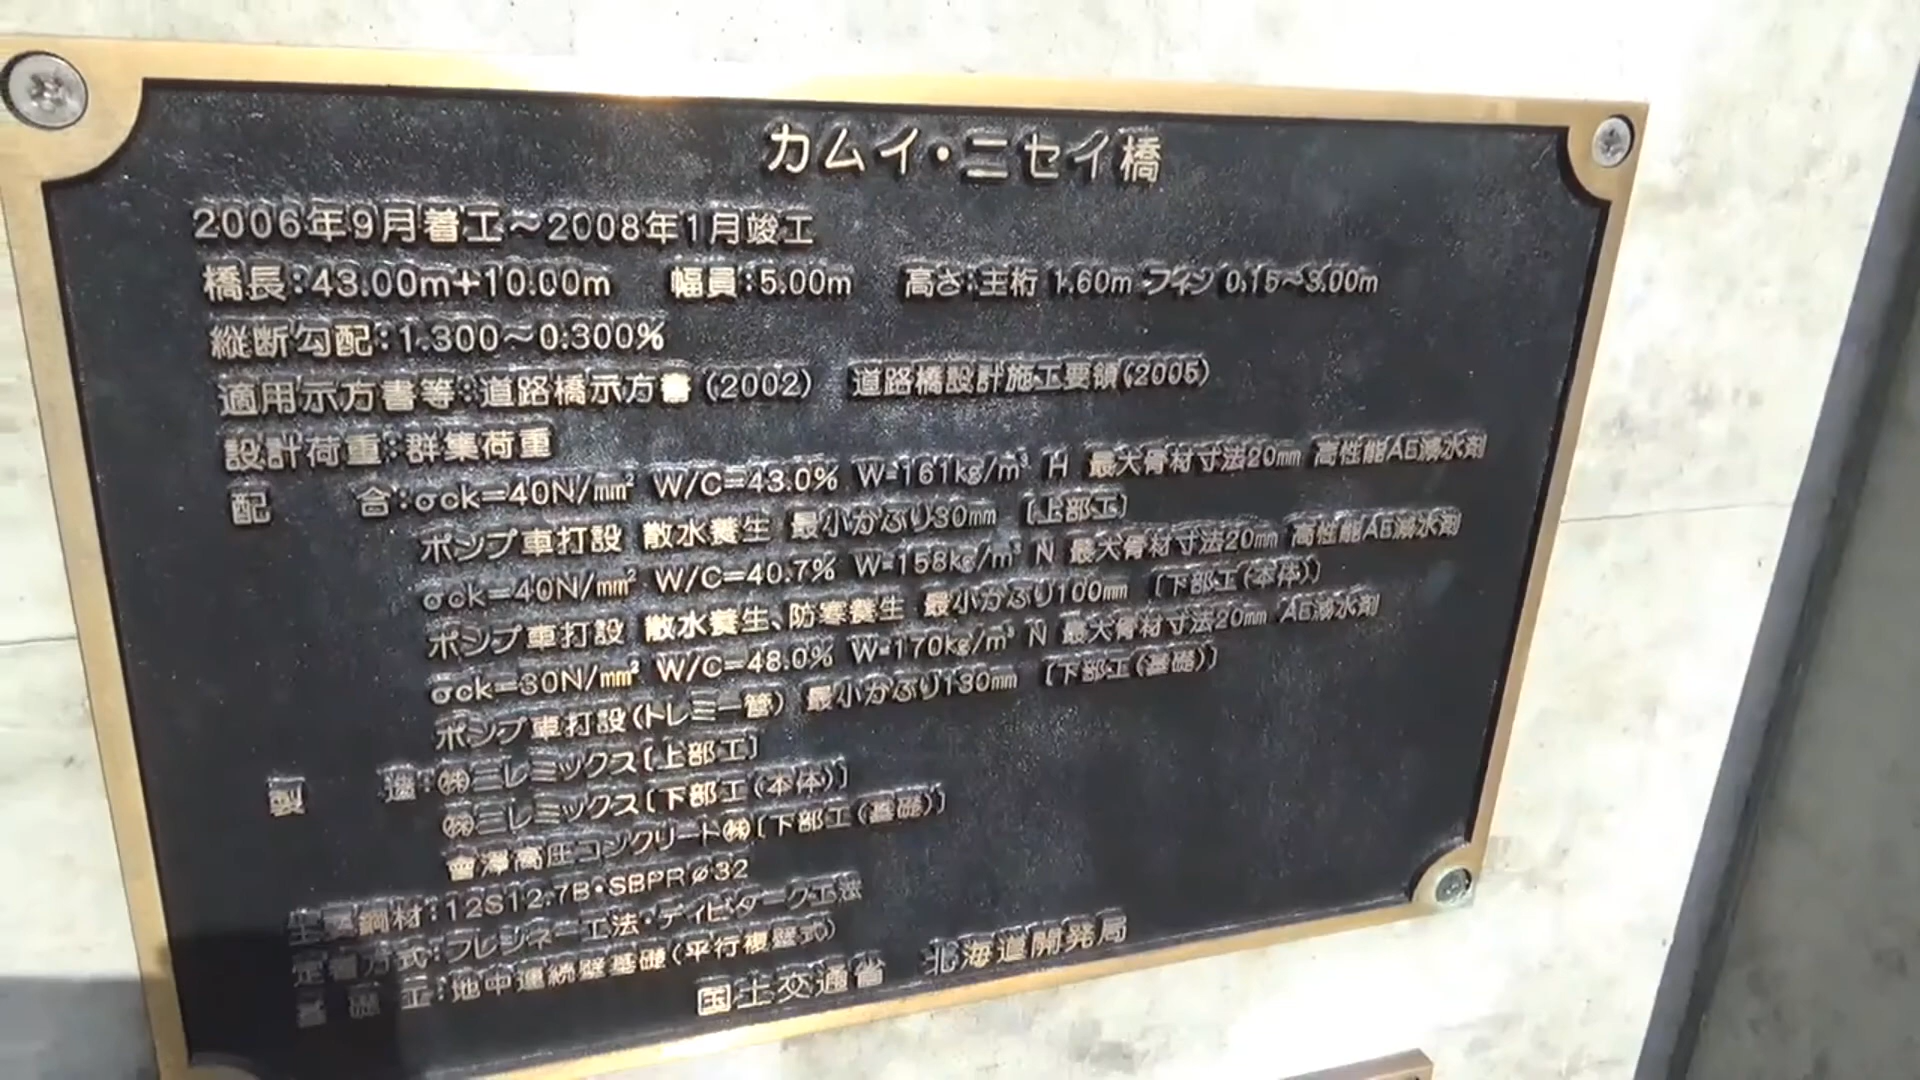 カムイ・ニセイ橋
2006年9月着工～2008年1月竣工
橋長：43.00m+10.00m 幅員：5.00m 高さ：主桁 1.60m フィン 0.15～3.00m
縦断勾配：1.300～0.300%
適用示方書等：道路橋示方書（2002） 道路橋設計施工要領（2005）
設計荷重：群集荷重
配 合：σck=40N/㎟ W/C=43.0% W=161kg/m³ H 最大骨材寸法20㎜ 高性能AE減水剤
ポンプ車打設 散水養生 最小かぶり30㎜ 〔上部工〕
σck=40N/㎟ W/C=40.7% W=158kg/m³ N 最大骨材寸法20㎜ 高性能AE減水剤
ポンプ車打設 散水養生、防寒養生 最小かぶり100㎜ 〔下部工（本体）〕
σck=30N/㎟ W/C=48.0% W=170kg/m³ N 最大骨材寸法20㎜ AE減水剤
ポンプ車打設（トレミー管） 最小かぶり130㎜ 〔下部工（基礎）〕
製 造：㈱ニレミックス〔上部工〕
㈱ニレミックス〔下部工（本体）〕
會澤高圧コンクリート㈱〔下部工（基礎）〕
主要鋼材：12S12.7B・SBPRφ32
定着方式：フレシネー工法・ディビダーク工法
基 礎 工：地中連続壁基礎（平行複壁式）
国土交通省 北海道開発局